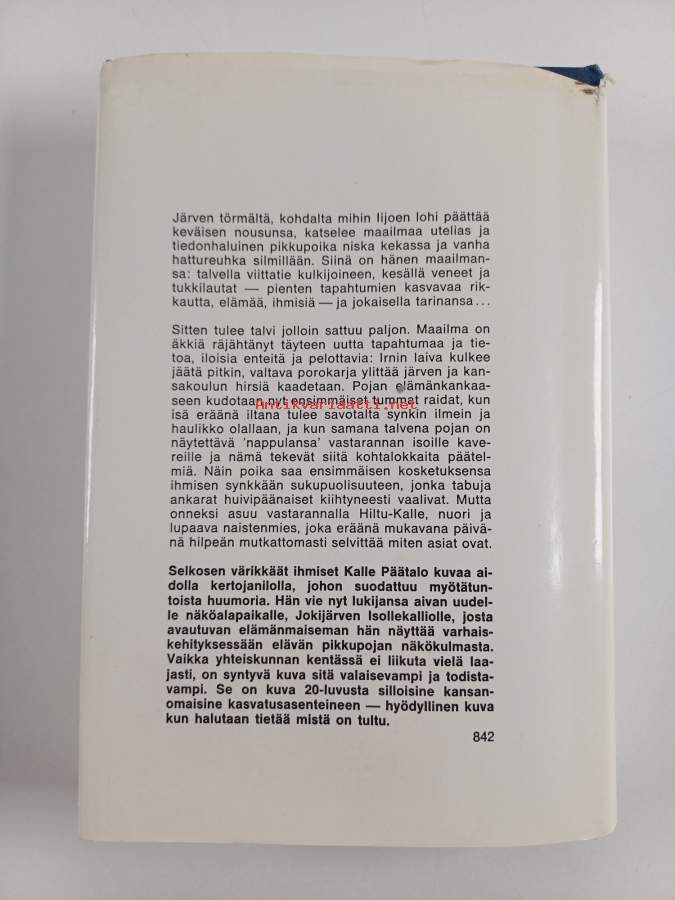 Järven törmältä, kohdalta mihin Iijoen lohi päättää
keväisen nousunsa, katselee maailmaa utelias ja
tiedonhaluinen pikkupoika niska kekassa ja vanha
hattureuhka silmillään. Siinä on hänen maailman-
sa: talvella viittatie kulkijoineen, kesällä veneet ja
tukkilautat — pienten tapahtumien kasvavaa rik-
kautta, elämää, ihmisiä — ja jokaisella tarinansa...
Sitten tulee talvi jolloin sattuu paljon. Maailma on
äkkiä räjähtänyt täyteen uutta tapahtumaa ja tie-
toa, iloisia enteitä ja pelottavia: Irnin laiva kulkee
jäätä pitkin, valtava porokarja ylittää järven ja kan-
sakoulun hirsiä kaadetaan. Pojan elämänkankaa-
seen kudotaan nyt ensimmäiset tummat raidat, kun
Antikvariaatti.net
isä eräänä iltana tulee savotalta synkin ilmein ja
haulikko olallaan, ja kun samana talvena pojan on
näytettävä 'nappulansa' vastarannan isoille kave-
reille ja nämä tekevät siitä kohtalokkaita päätel-
miä. Näin poika saa ensimmäisen kosketuksensa
ihmisen synkkään sukupuolisuuteen, jonka tabuja
ankarat huivipäänaiset kiihtyneesti vaalivat. Mutta
onneksi asuu vastarannalla Hiltu-Kalle, nuori ja
lupaava naistenmies, joka eräänä mukavana päivä-
nä hilpeän mutkattomasti selvittää miten asiat ovat.
Selkosen värikkäät ihmiset Kalle Päätalo kuvaa ai-
dolla kertojanilolla, johon suodattuu myötätun-
toista huumoria. Hän vie nyt lukijansa aivan uudel-
le näköalapaikalle, Jokijärven Isollekalliolle, josta
avautuvan elämänmaiseman hän näyttää varhais-
kehityksessään elävän pikkupojan näkökulmasta.
Vaikka yhteiskunnan kentässä ei liikuta vielä laa-
jasti, on syntyvä kuva sitä valaisevampi ja todista-
vampi. Se on kuva 20-luvusta silloisine kansan-
omaisine kasvatusasenteineen — hyödyllinen kuva
kun halutaan tietää mistä on tultu.
842